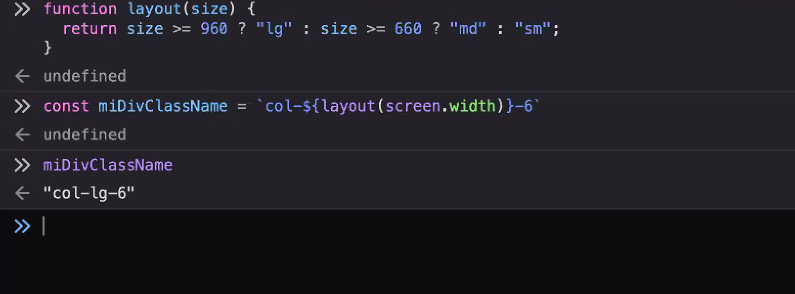 >> function layout(size) {
return size >= 960 ? "lg" : size >= 660 ? "md" : "sm";
}
← undefined
>> const miDivClassName = `col-${layout(screen.width)}-6`
← undefined
>> miDivClassName
← "col-lg-6"
>>